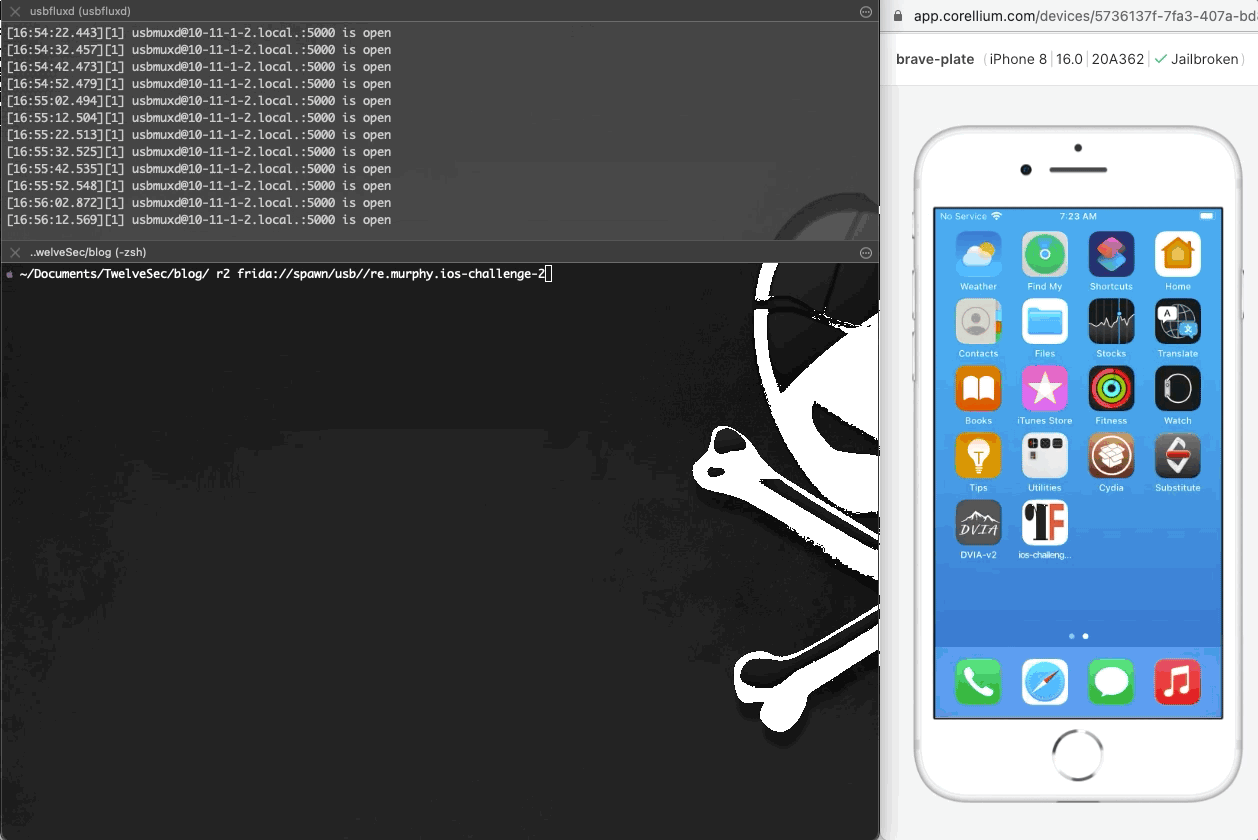 usbfluxd (usbfluxd)
[16:54:22.443][1] usbmuxd@10-11-1-2.local.:5000 is open
[16:54:32.457][1] usbmuxd@10-11-1-2.local.:5000 is open
[16:54:42.473][1] usbmuxd@10-11-1-2.local.:5000 is open
[16:54:52.479][1] usbmuxd@10-11-1-2.local.:5000 is open
[16:55:02.494][1] usbmuxd@10-11-1-2.local.:5000 is open
[16:55:12.504][1] usbmuxd@10-11-1-2.local.:5000 is open
[16:55:22.513][1] usbmuxd@10-11-1-2.local.:5000 is open
[16:55:32.525][1] usbmuxd@10-11-1-2.local.:5000 is open
[16:55:42.535][1] usbmuxd@10-11-1-2.local.:5000 is open
[16:55:52.548][1] usbmuxd@10-11-1-2.local.:5000 is open
[16:56:02.872][1] usbmuxd@10-11-1-2.local.:5000 is open
[16:56:12.569][1] usbmuxd@10-11-1-2.local.:5000 is open
..welveSec/blog (-zsh)
~/Documents/TwelveSec/blog/ r2 frida://spawn/usb//re.murphy.ios-challenge-2
app.corellium.com/devices/5736137f-7fa3-407a-bd
brave-plate (iPhone 8 | 16.0 | 20A362 | ✓ Jailbroken)
No Service 7:23 AM
Weather Find My Shortcuts Home
Contacts Files Stocks Translate
Books iTunes Store Fitness Watch
Tips Utilities Cydia Substitute
DVIA
TF
DVIA-v2 ios-challeng...